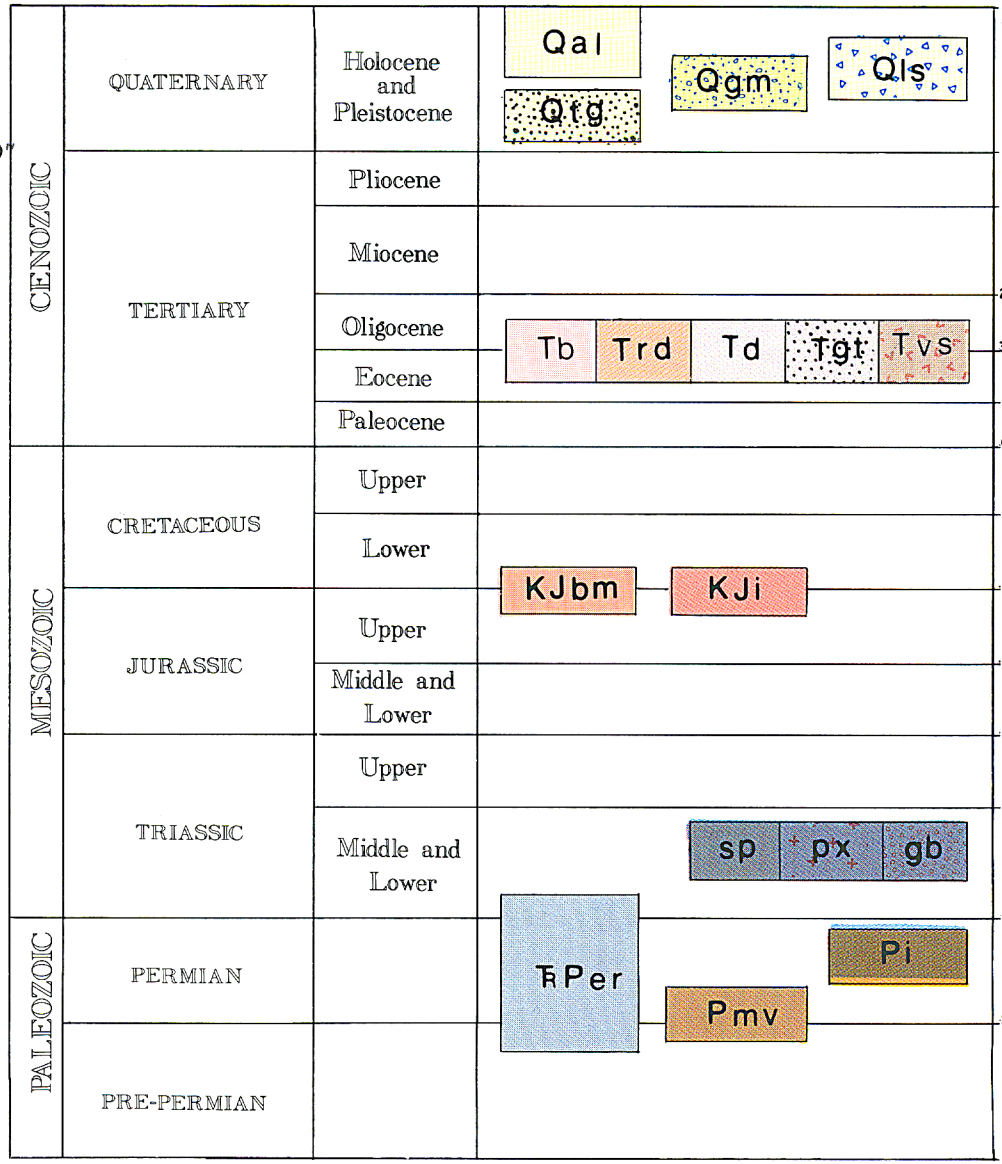 CENOZOIC
QUATERNARY
Holocene
and
Pleistocene
Qal
Qtg
Qgm
Qls
TERTIARY
Pliocene
Miocene
Oligocene
Eocene
Paleocene
Tb Trd Td Tgt Tvs
MESOZOIC
CRETACEOUS
Upper
Lower
KJbm KJi
JURASSIC
Upper
Middle and
Lower
TRIASSIC
Upper
Middle and
Lower
sp px gb
PALEOZOIC
PERMIAN
TRPer
Pi
Pmv
PRE-PERMIAN